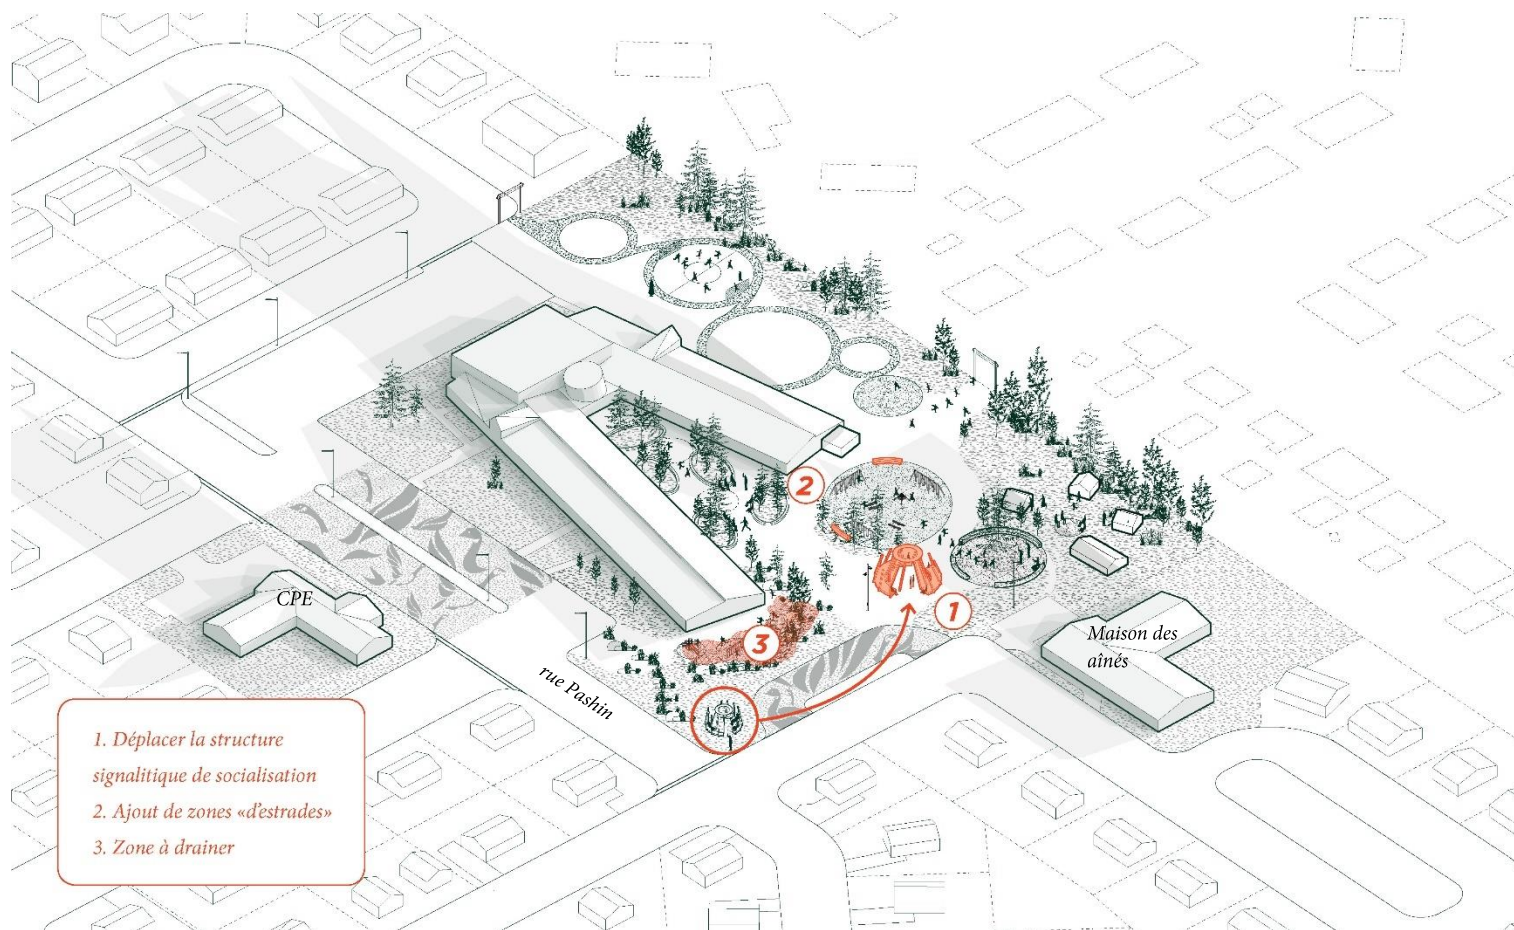 2
1
3
CPE
Maison des
aînés
rue Pashin
1. Déplacer la structure
signalitique de socialisation
2. Ajout de zones «d'estrades»
3. Zone à drainer